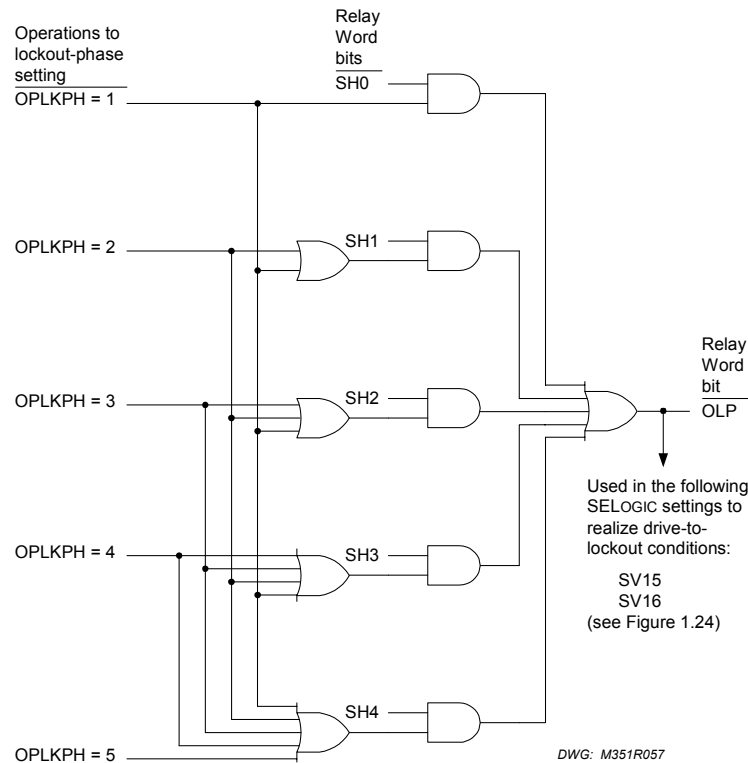 Operations to
lockout-phase
setting
OPLKPH = 1
Relay
Word
bits
SH0
OPLKPH = 2
SH1
OPLKPH = 3
SH2
OPLKPH = 4
SH3
OPLKPH = 5
SH4
Relay
Word
bit
OLP
Used in the following
SELOGIC settings to
realize drive-to-
lockout conditions:
SV15
SV16
(see Figure 1.24)
DWG: M351R057